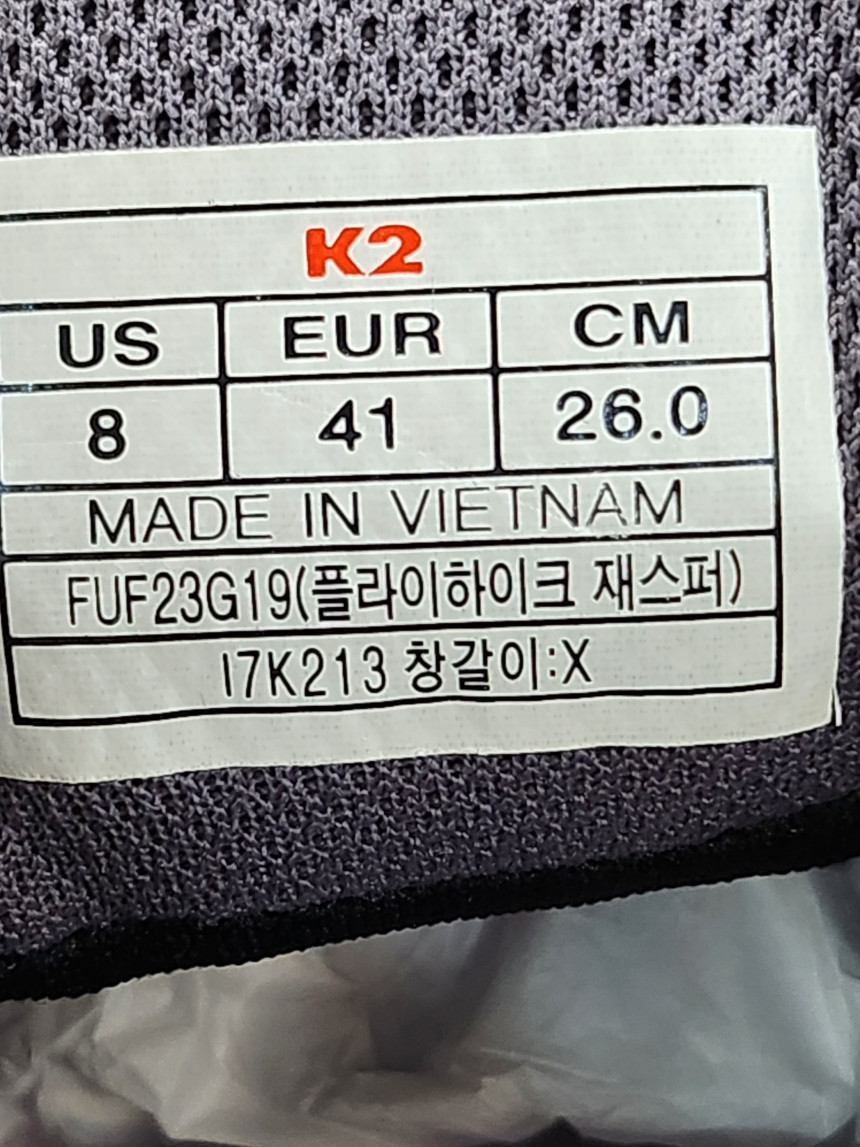 K2
US EUR CM
8 41 26.0
MADE IN VIETNAM
FUF23G19(플라이하이크 재스퍼)
I7K213 창갈이:X